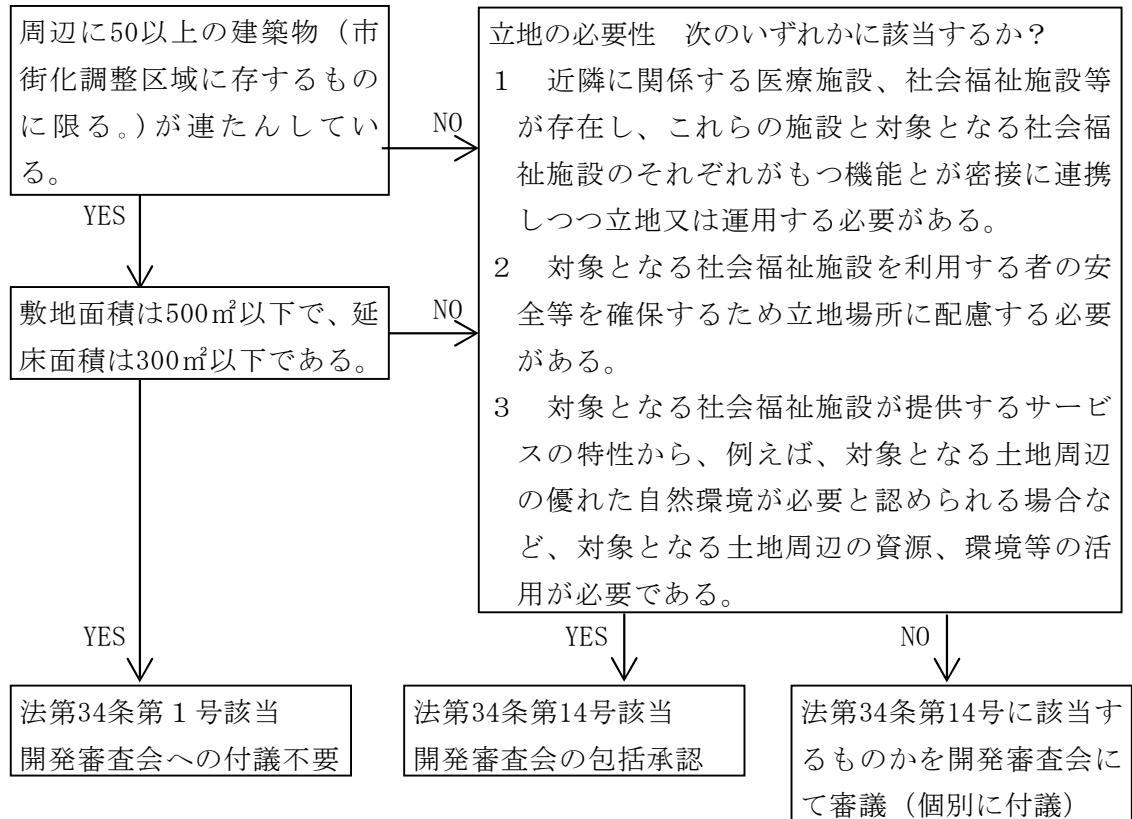 周辺に50以上の建築物（市
街化調整区域に存するもの
に限る。）が連たんしてい
る。
NO
YES
敷地面積は500㎡以下で、延
床面積は300㎡以下である。
NO
立地の必要性　次のいずれかに該当するか？
１　近隣に関係する医療施設、社会福祉施設等
が存在し、これらの施設と対象となる社会福
祉施設のそれぞれがもつ機能とが密接に連携
しつつ立地又は運用する必要がある。
２　対象となる社会福祉施設を利用する者の安
全等を確保するため立地場所に配慮する必要
がある。
３　対象となる社会福祉施設が提供するサービ
スの特性から、例えば、対象となる土地周辺
の優れた自然環境が必要と認められる場合な
ど、対象となる土地周辺の資源、環境等の活
用が必要である。
YES
YES
NO
法第34条第１号該当
開発審査会への付議不要
法第34条第14号該当
開発審査会の包括承認
法第34条第14号に該当す
るものかを開発審査会に
て審議（個別に付議）